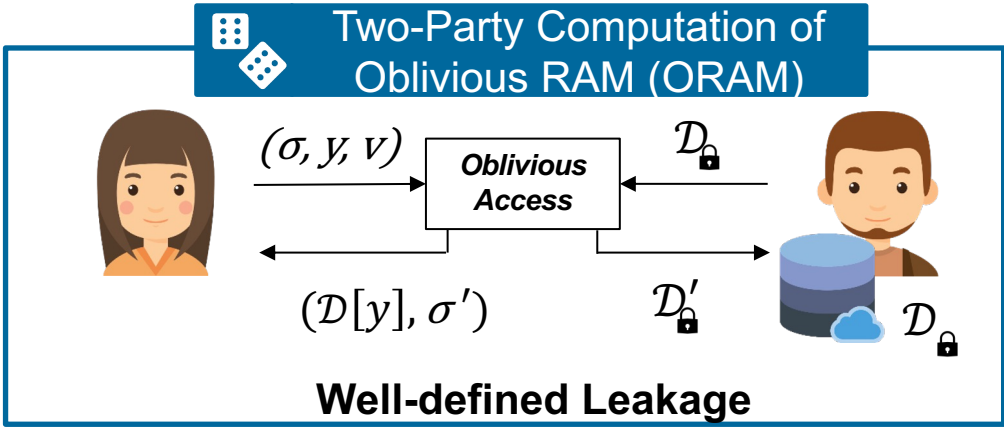 Two-Party Computation of
Oblivious RAM (ORAM)
(σ, y, v)
Oblivious
Access
𝒟
(𝒟[y], σ′)
𝒟′
𝒟
Well-defined Leakage